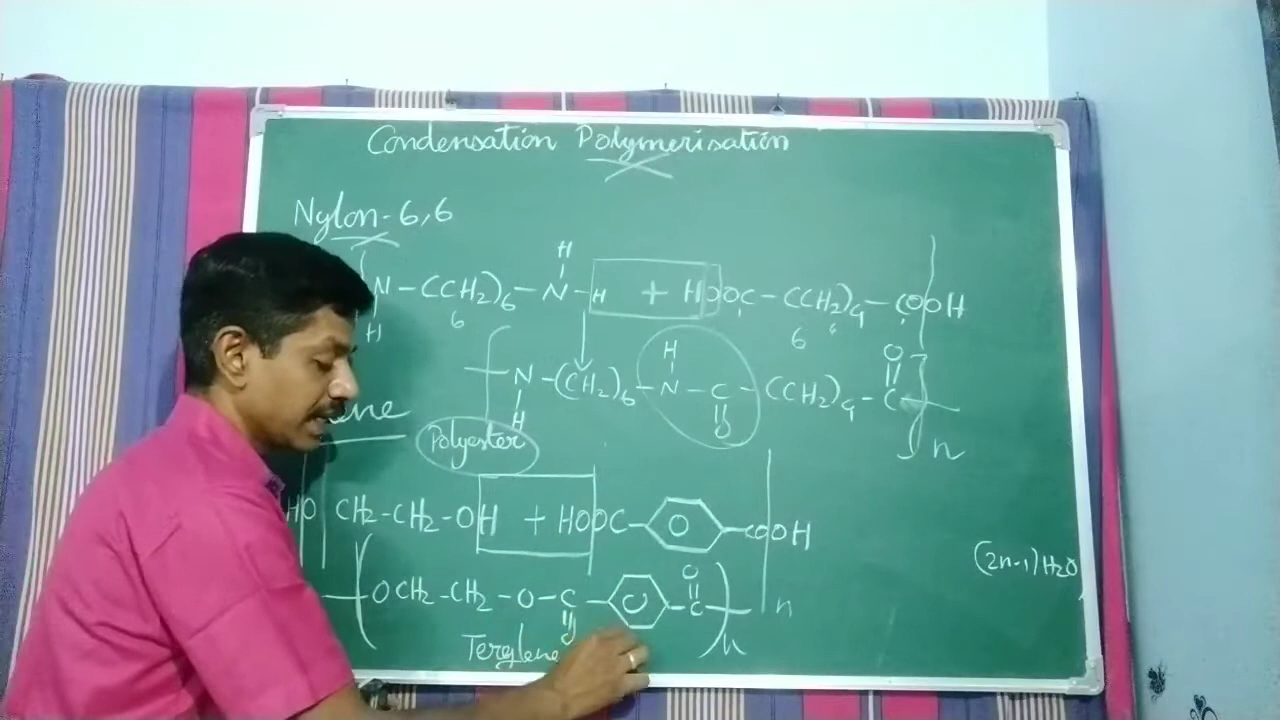 Condensation Polymerisation
Nylon-6,6
H
N-(CH2)6-N-H + HOOC-(CH2)4-COOH
H 6 6 6
H O
N-(CH2)6-N-C-(CH2)4-C
H O n
Polyester
HO CH2-CH2-OH + HOOC- -COOH
(2n-1)H2O
O
OCH2-CH2-O-C- -C n
O n
Terylene